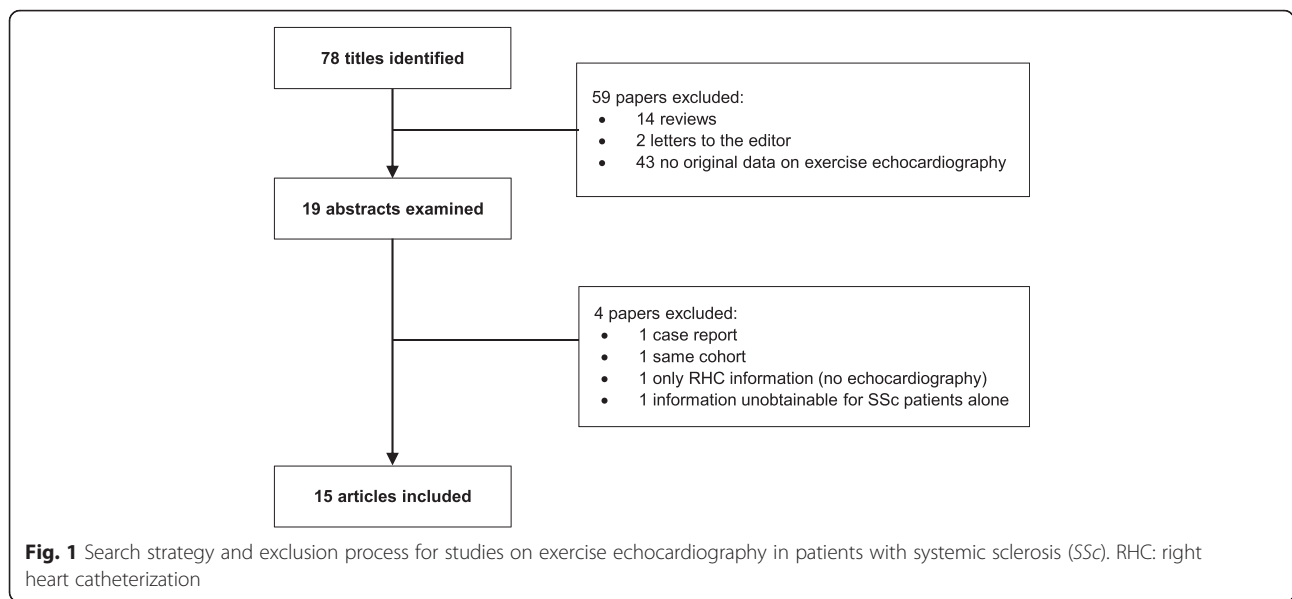 78 titles identified
59 papers excluded:
• 14 reviews
• 2 letters to the editor
• 43 no original data on exercise echocardiography
19 abstracts examined
4 papers excluded:
• 1 case report
• 1 same cohort
• 1 only RHC information (no echocardiography)
• 1 information unobtainable for SSc patients alone
15 articles included
Fig. 1 Search strategy and exclusion process for studies on exercise echocardiography in patients with systemic sclerosis (SSc). RHC: right
heart catheterization